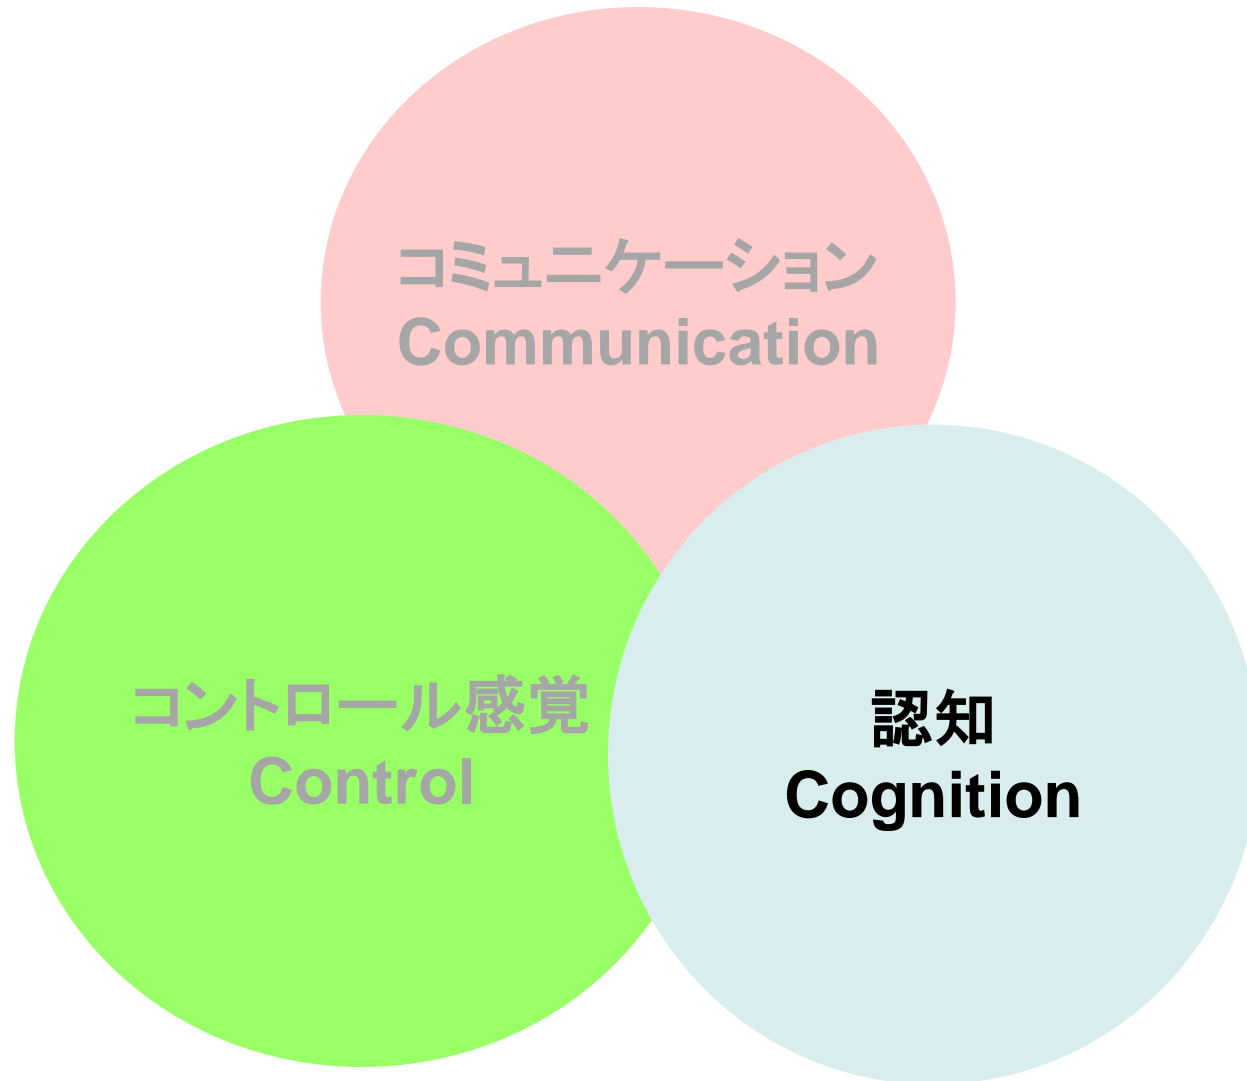 コミュニケーション
Communication
コントロール感覚
Control
認知
Cognition